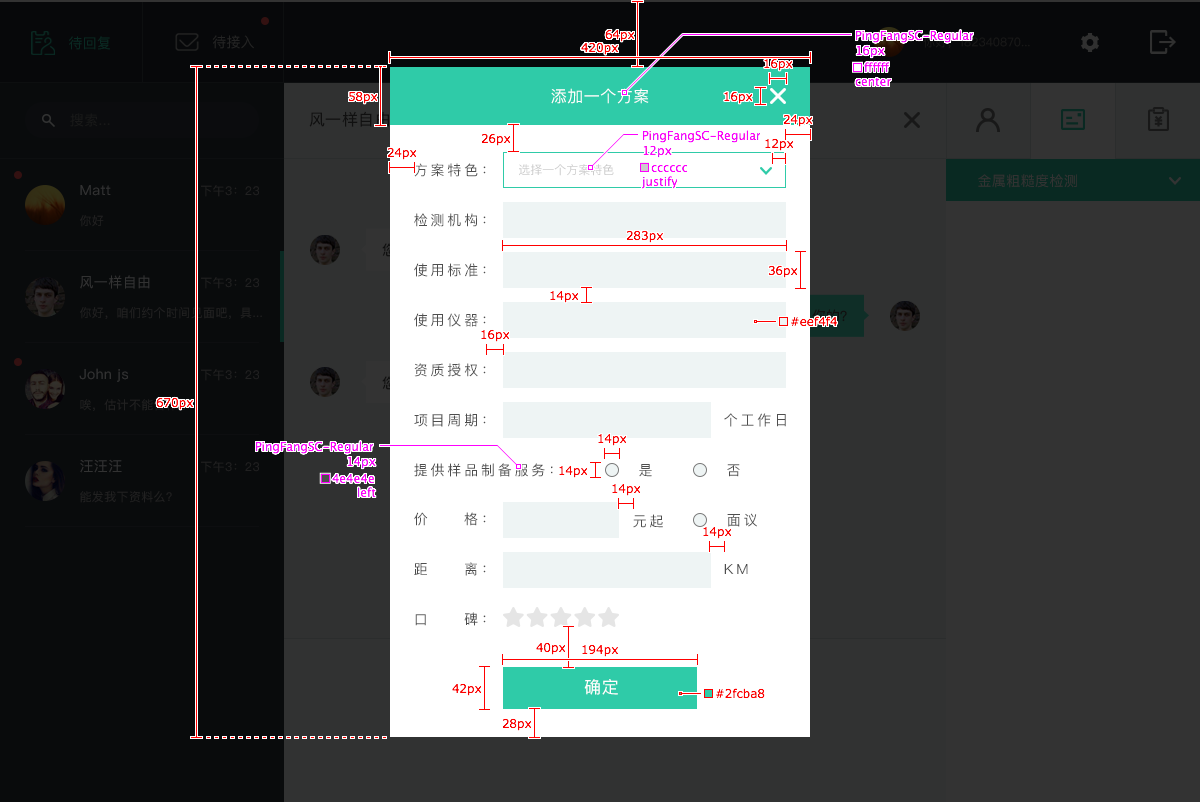 64px
420px
PingFangSC-Regular
16px
ffffff
center
待回复
待接入
16px
58px
添加一个方案
16px
24px
搜索...
风一样自由
26px
PingFangSC-Regular
12px
cccccc
justify
12px
24px
方案特色：
选择一个方案特色
金属粗糙度检测
Matt
下午3：23
你好
检测机构：
283px
使用标准：
36px
风一样自由
下午3：23
你好，咱们约个时间见面吧，具...
14px
使用仪器：
#eef4f4
16px
资质授权：
John js
下午3：23
670px
项目周期：
个工作日
14px
PingFangSC-Regular
14px
4e4e4e
left
提供样品制备服务：
14px
是
否
汪汪汪
下午3：23
能发我下资料么？
14px
价 格：
元起
面议
14px
距 离：
KM
口 碑：
40px
194px
42px
确定
#2fcba8
28px